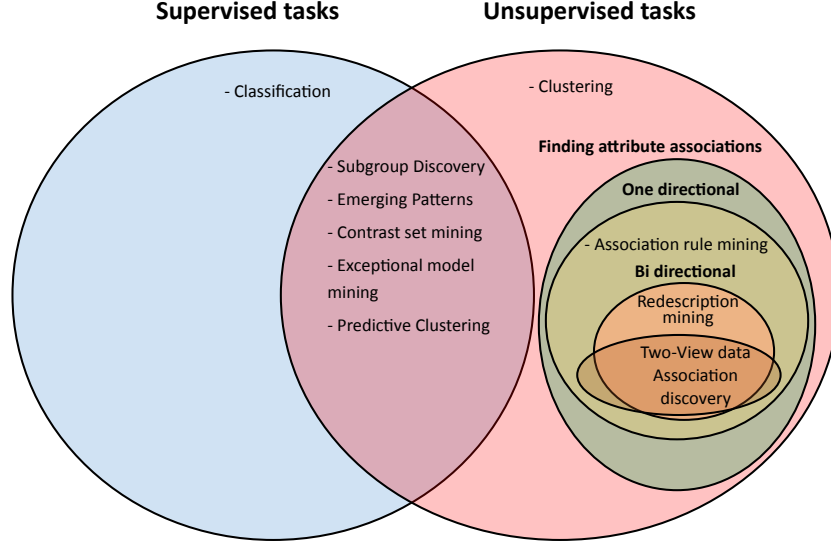 Supervised tasks
Unsupervised tasks
- Classification
- Clustering
- Subgroup Discovery
- Emerging Patterns
- Contrast set mining
- Exceptional model
mining
- Predictive Clustering
Finding attribute associations
One directional
- Association rule mining
Bi directional
Redescription
mining
Two-View data
Association
discovery